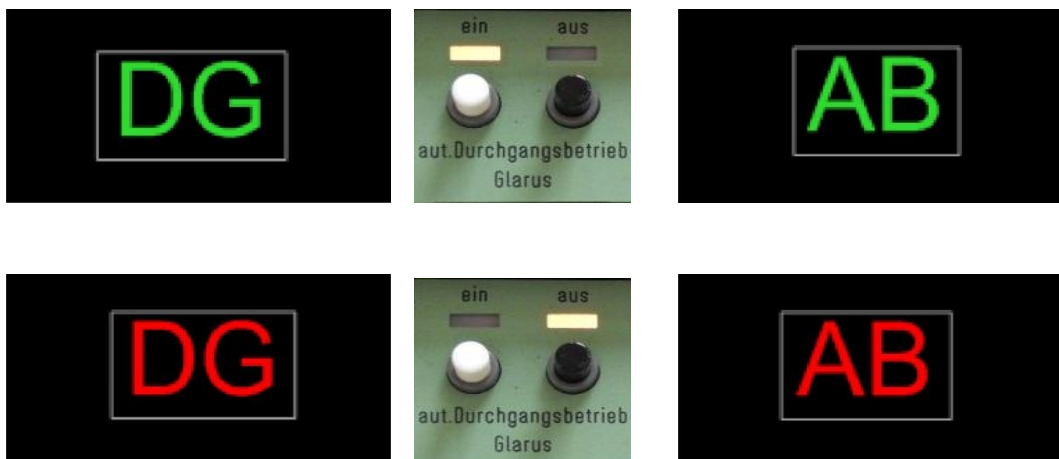 DG
ein aus
aut.Durchgangsbetrieb
Glarus
AB
DG
ein aus
aut.Durchgangsbetrieb
Glarus
AB